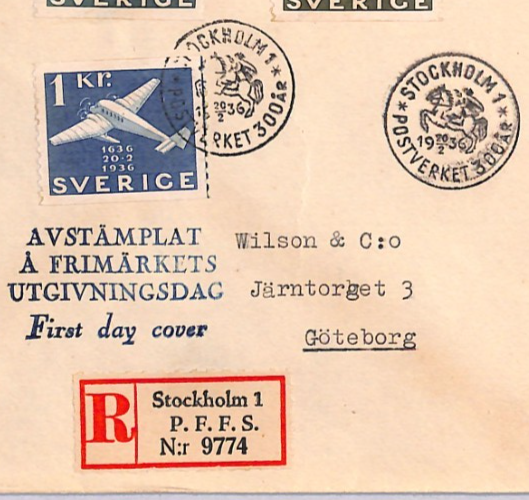 SVERIGE
SVERIGE
1 Kr.
1636
20-2
1936
SVERIGE
STOCKHOLM 1
1936
20/2
POSTVERKET 300 ÅR
STOCKHOLM 1
1936
20/2
POSTVERKET 300 ÅR
AVSTÄMPLAT
Å FRIMÄRKETS
UTGIVNINGSDAG
First day cover
Wilson & C:o
Järntorget 3
Göteborg
R
Stockholm 1
P. F. F. S.
N:r 9774